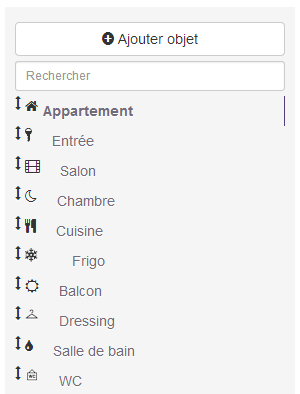 Ajouter objet
Rechercher
Appartement
Entrée
Salon
Chambre
Cuisine
Frigo
Balcon
Dressing
Salle de bain
WC